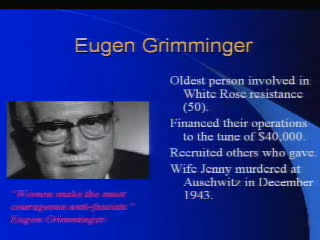 Eugen Grimminger
Oldest person involved in
White Rose resistance
(50).
Financed their operations
to the tune of $40,000.
Recruited others who gave.
Wife Jenny murdered at
Auschwitz in December
1943.
"Women make the most
courageous anti-fascists"
Eugen Grimminger